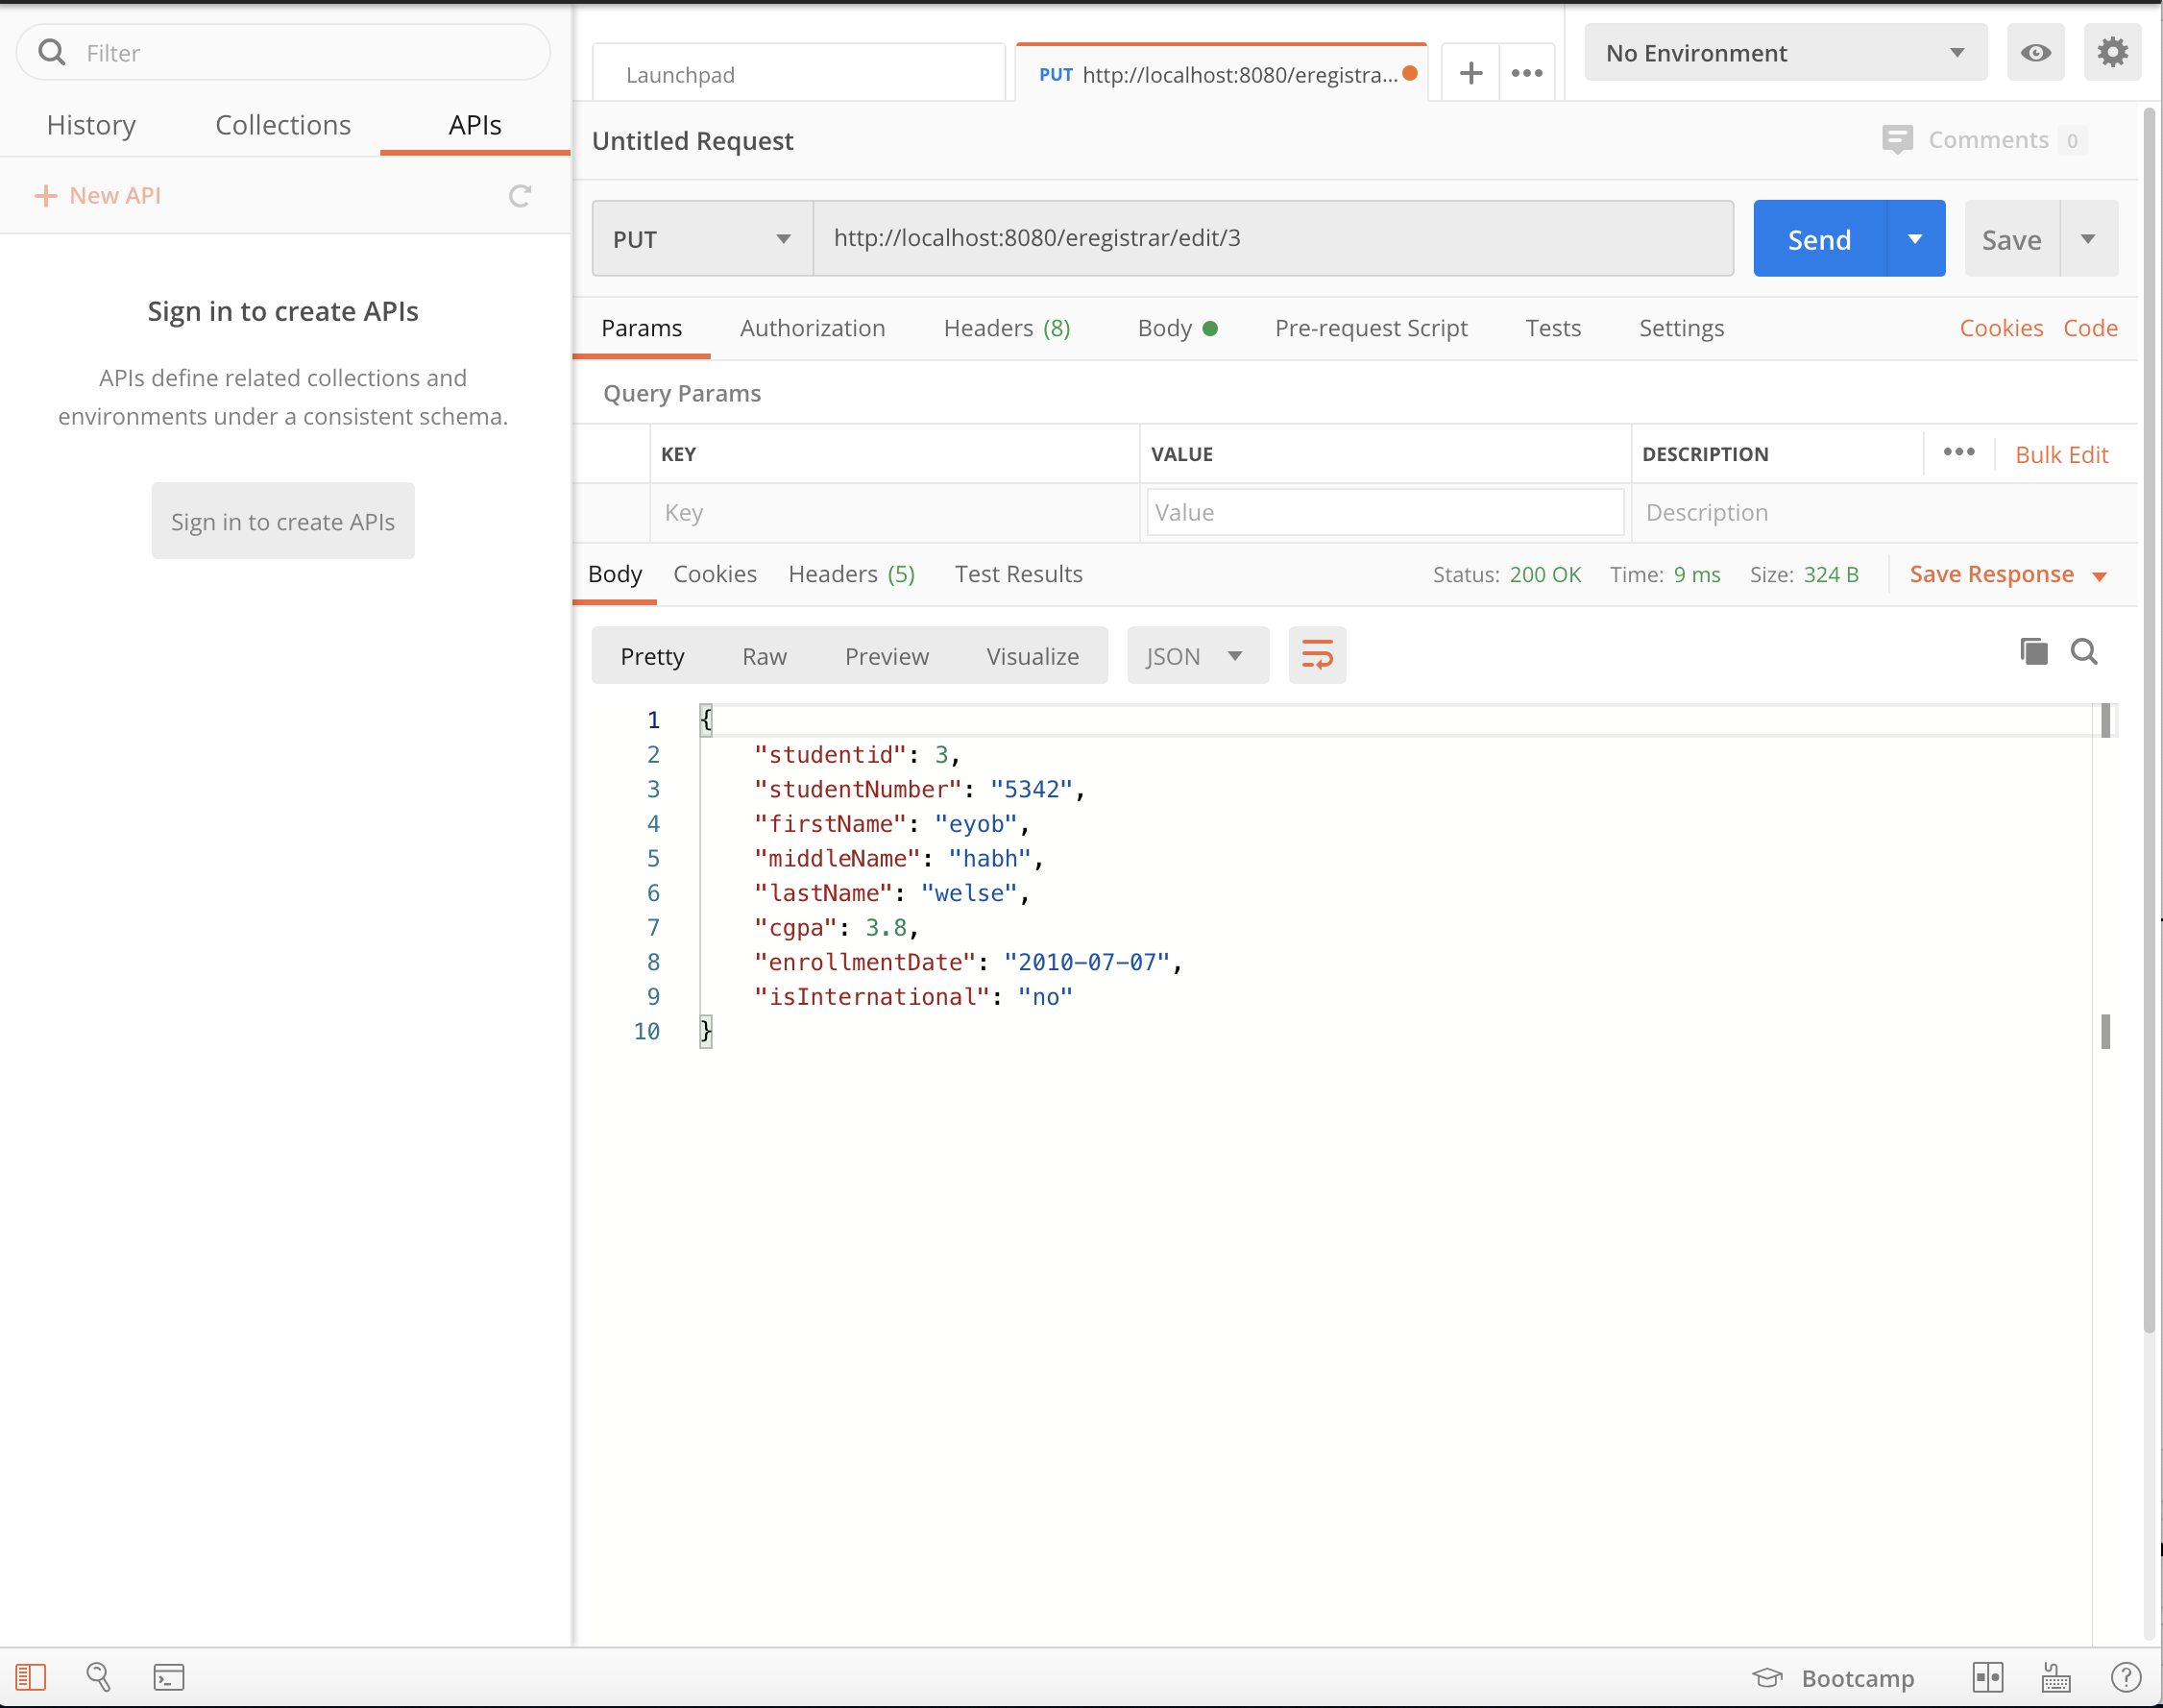 Filter
History Collections APIs
+ New API
Sign in to create APIs
APIs define related collections and
environments under a consistent schema.
Sign in to create APIs
Launchpad PUT http://localhost:8080/eregistra... + ••• No Environment
Untitled Request Comments 0
PUT http://localhost:8080/eregistrar/edit/3 Send Save
Params Authorization Headers (8) Body Pre-request Script Tests Settings Cookies Code
Query Params
KEY VALUE DESCRIPTION ••• Bulk Edit
Key Value Description
Body Cookies Headers (5) Test Results Status: 200 OK Time: 9 ms Size: 324 B Save Response
Pretty Raw Preview Visualize JSON
1 {
2 "studentid": 3,
3 "studentNumber": "5342",
4 "firstName": "eyob",
5 "middleName": "habh",
6 "lastName": "welse",
7 "cgpa": 3.8,
8 "enrollmentDate": "2010-07-07",
9 "isInternational": "no"
10 }
Bootcamp ?